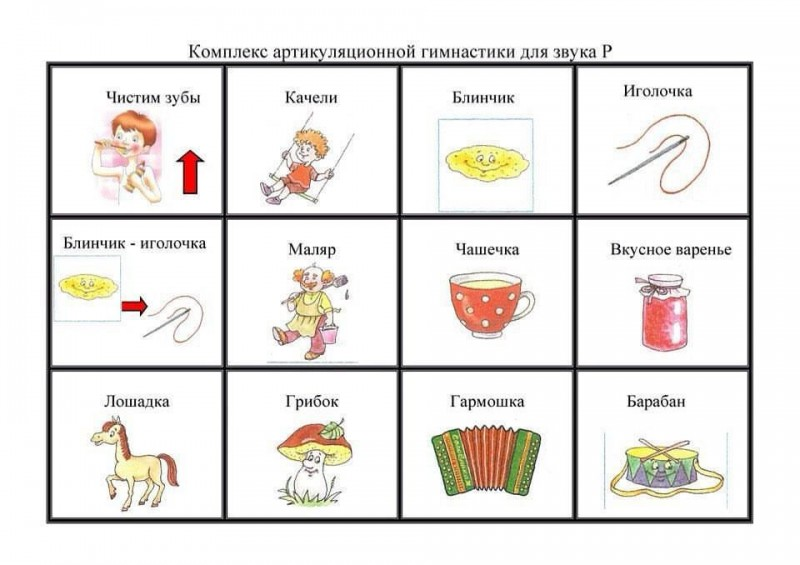 Комплекс артикуляционной гимнастики для звука Р
Чистим зубы
Качели
Блинчик
Иголочка
Блинчик - иголочка
Маляр
Чашечка
Вкусное варенье
Лошадка
Грибок
Гармошка
Барабан